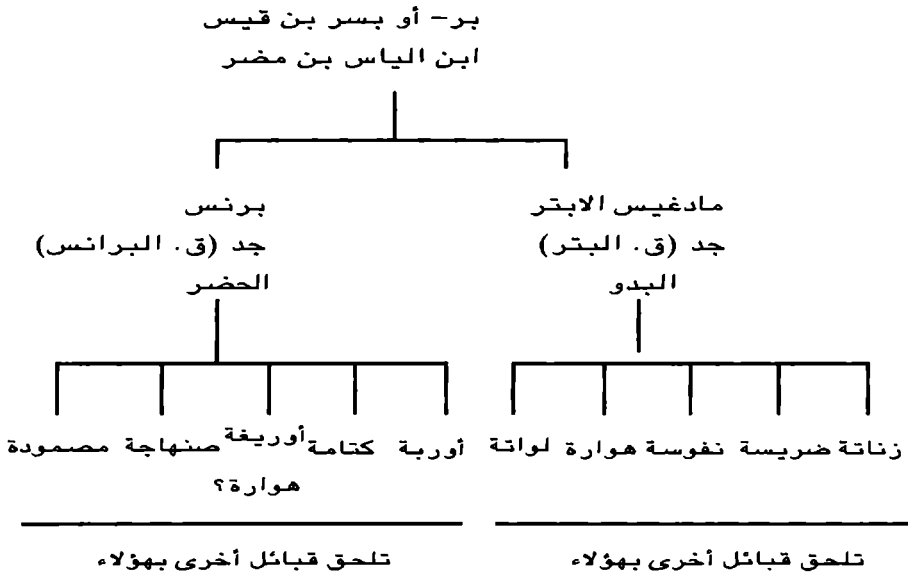 بر- أو بسر بن قيس
ابن الياس بن مضر
مادغيس الابتر
جد (ق. البتر)
البدو
برنس
جد (ق. البرانس)
الحضر
زناتة ضريسة نفوسة هوارة لواتة
أوربة كتامة أوريغة صنهاجة مصمودة
هوارة؟
تلحق قبائل أخرى بهؤلاء
تلحق قبائل أخرى بهؤلاء